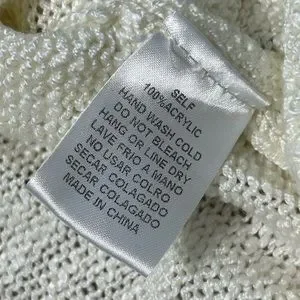 SELF
100%ACRYLIC
HAND WASH COLD
DO NOT BLEACH
HANG OR LINE DRY
LAVE FRIO A MANO
NO USAR COLRO
SECAR COLAGADO
SECAR COLAGADO
MADE IN CHINA